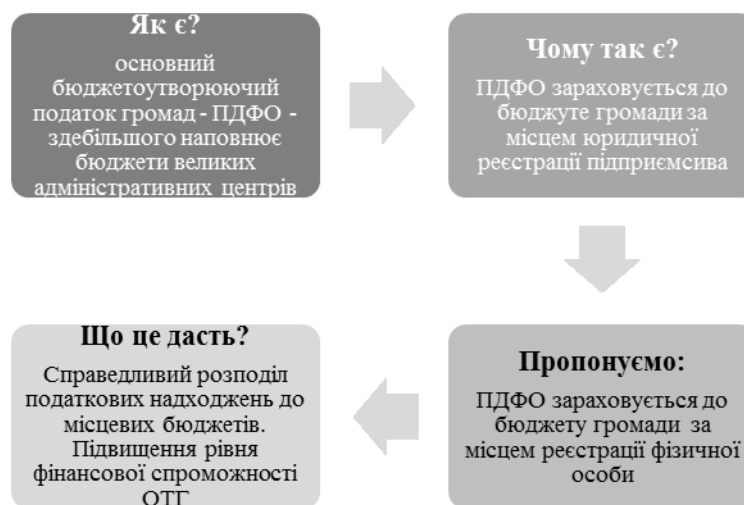 Як є?
основний
бюджетоутворюючий
податок громад - ПДФО -
здебільшого наповнює
бюджети великих
адміністративних центрів
Чому так є?
ПДФО зараховується до
бюджуте громади за
місцем юридичної
реєстрації підприємсива
Пропонуємо:
ПДФО зараховується до
бюджету громади за
місцем реєстрації фізичної
особи
Що це дасть?
Справедливий розподіл
податкових надходжень до
місцевих бюджетів.
Підвищення рівня
фінансової спроможності
ОТГ